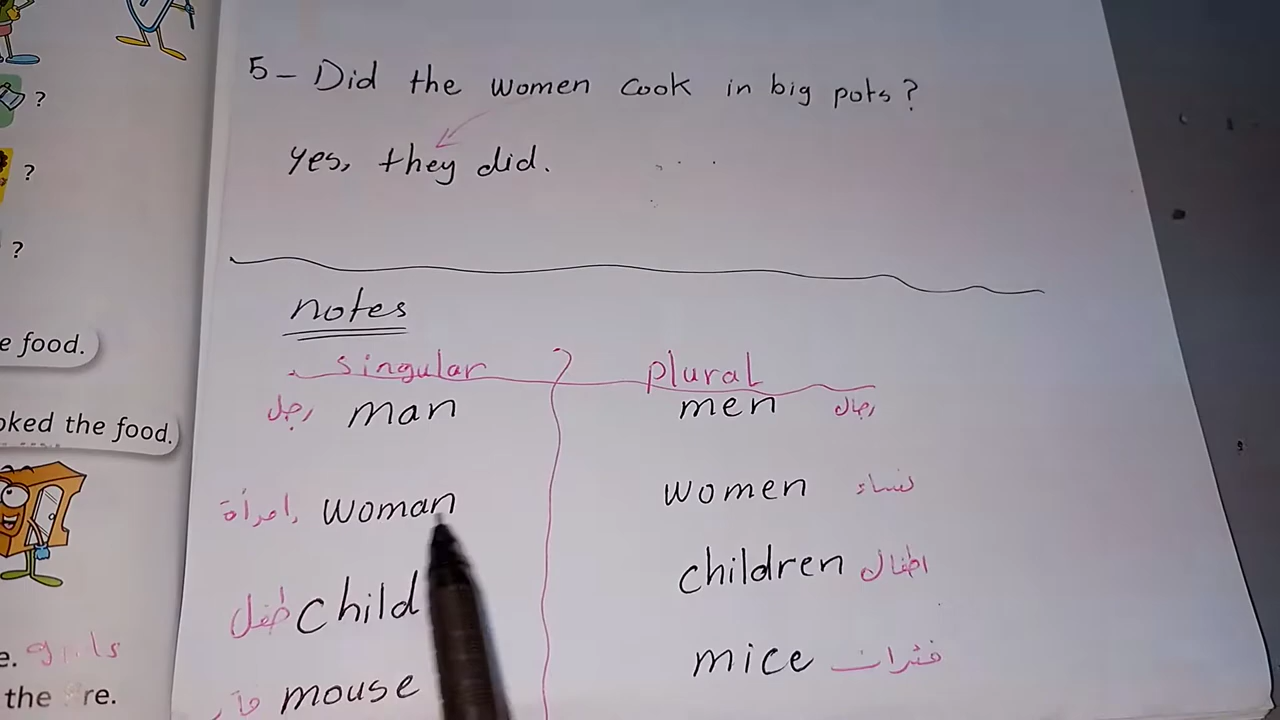 ?
?
?
e food.
oked the food.
e. girls
the re.
5- Did the women cook in big pots?
yes, they did.
notes
singular plural
رجل man men رجال
امرأة woman women نساء
طفل child children اطفال
mouse mice فئران